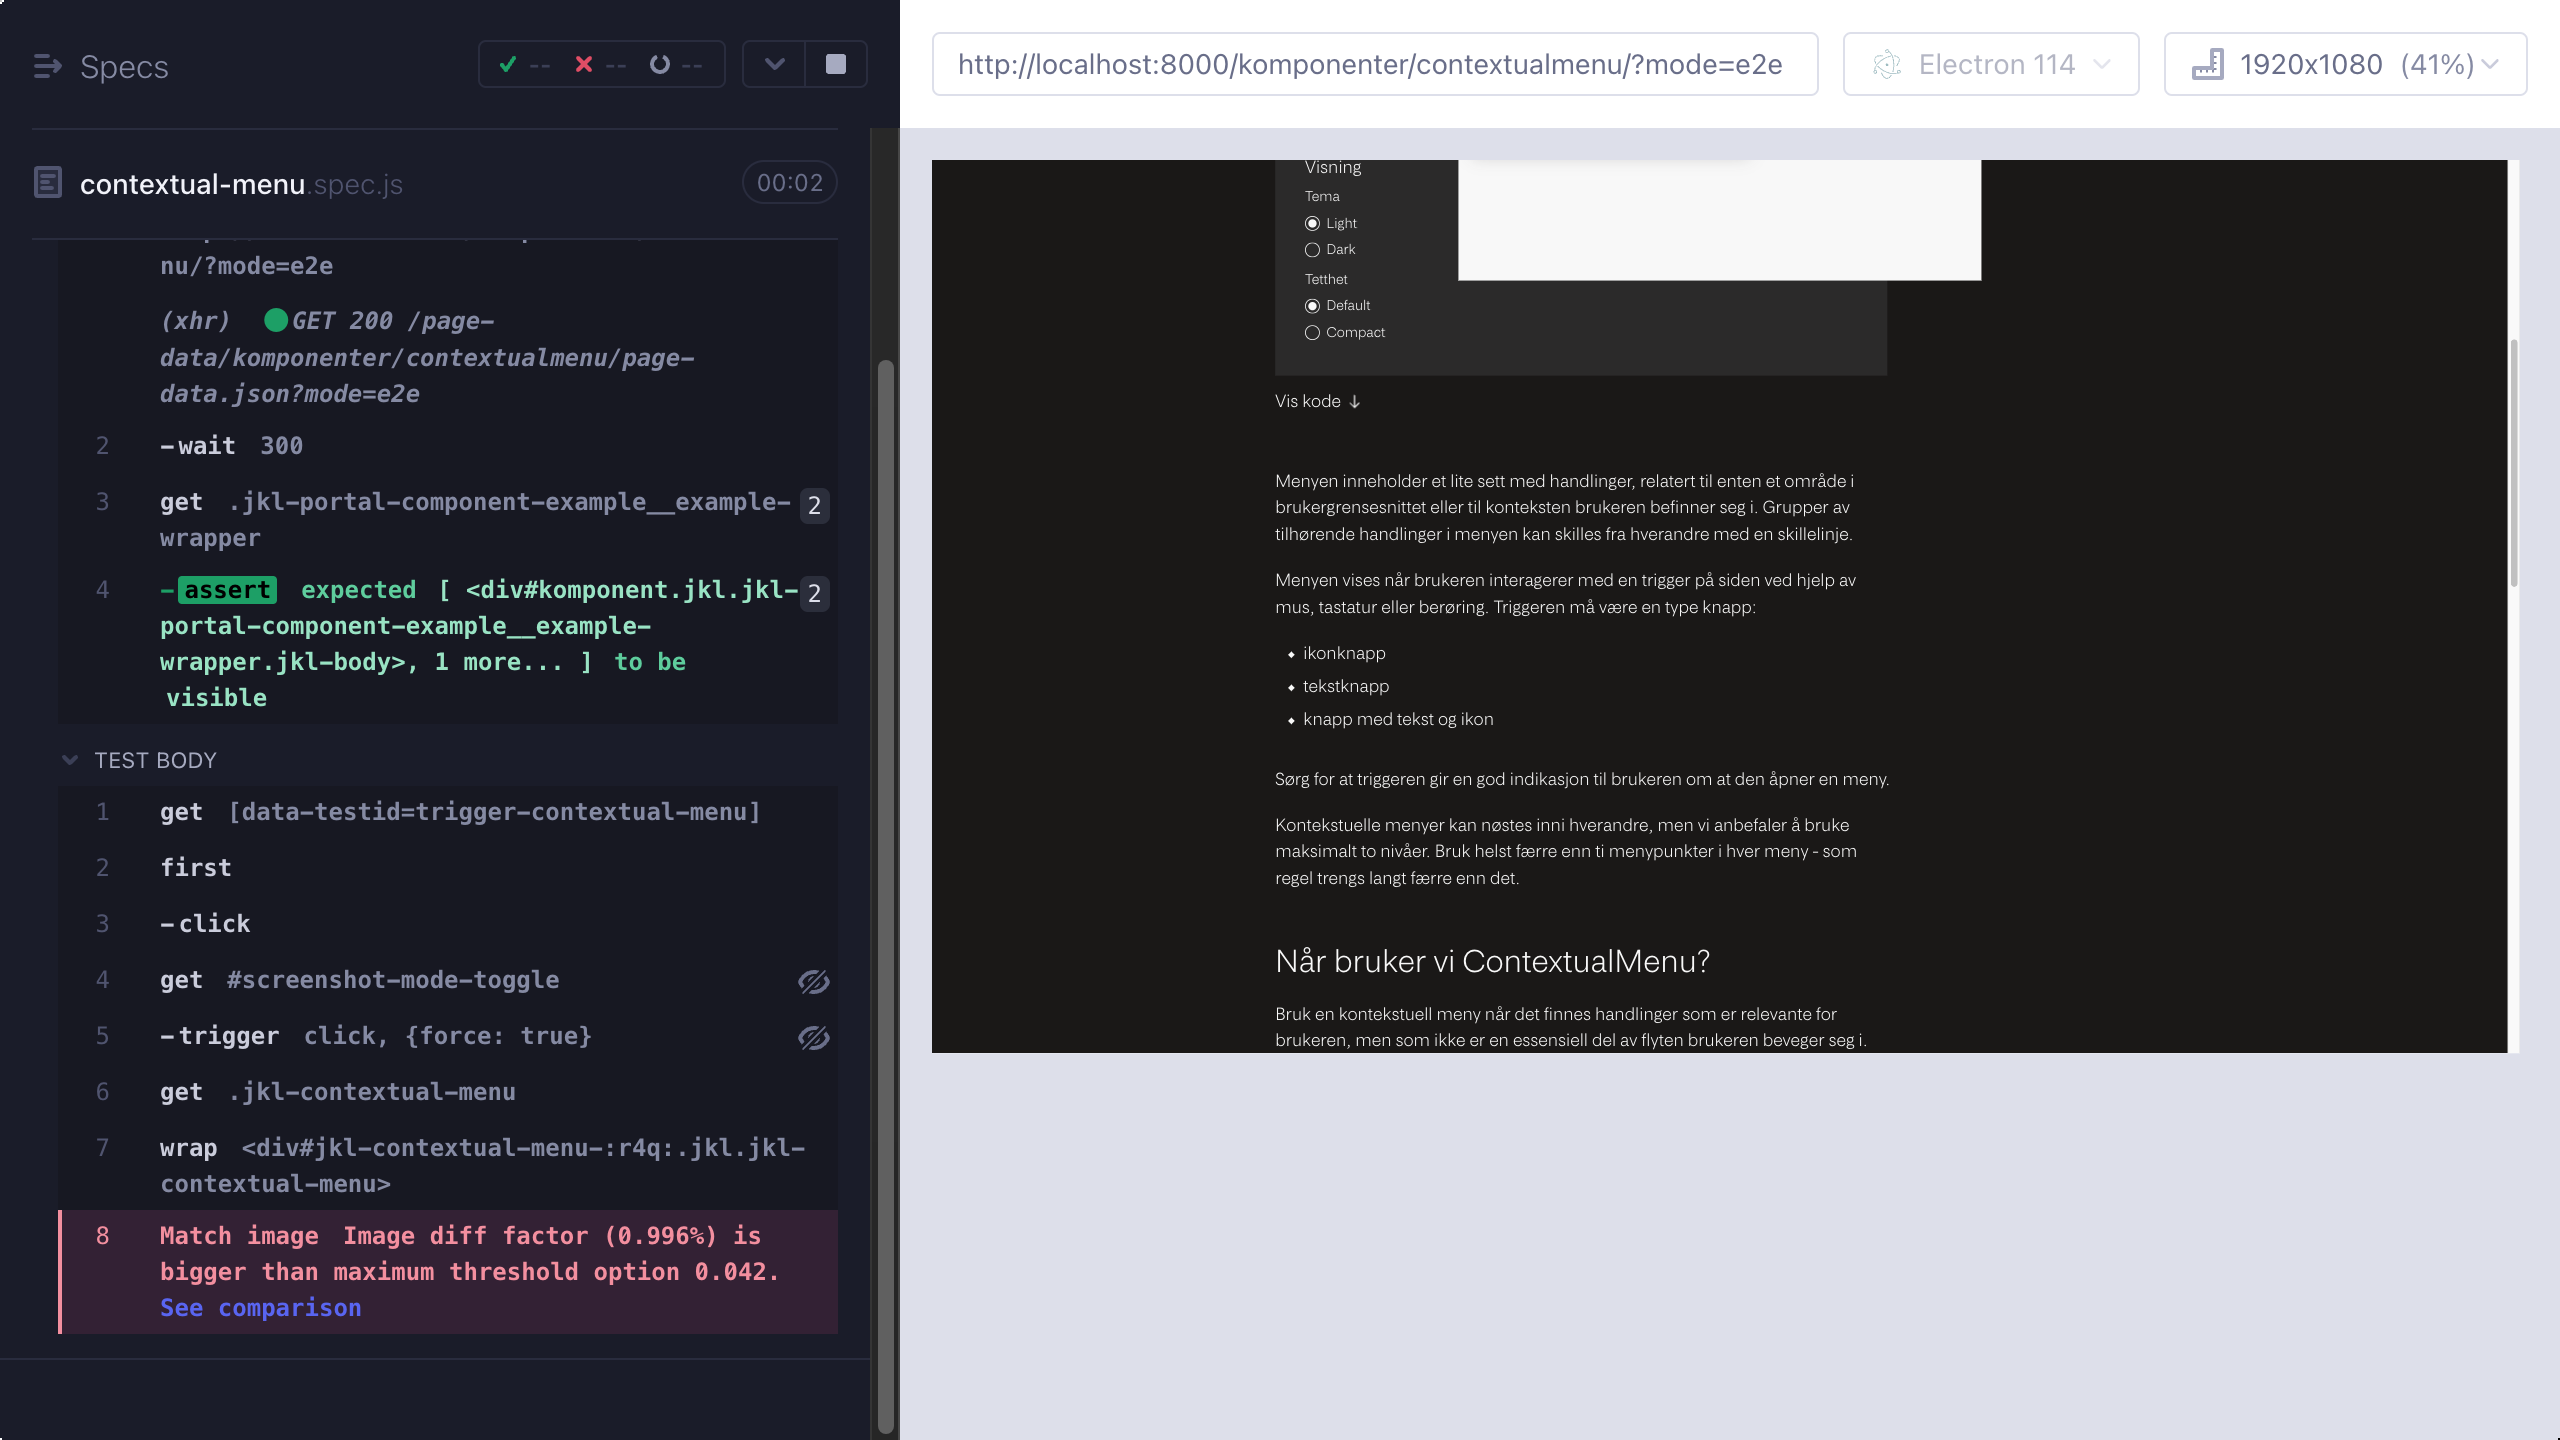 Specs
-- -- --
contextual-menu.spec.js
00:02
nu/?mode=e2e
(xhr) GET 200 /page-
data/komponenter/contextualmenu/page-
data.json?mode=e2e
2 -wait 300
3 get .jkl-portal-component-example__example-
wrapper
2
4 -assert expected [ <div#komponent.jkl.jkl-
portal-component-example__example-
wrapper.jkl-body>, 1 more... ] to be
visible
2
TEST BODY
1 get [data-testid=trigger-contextual-menu]
2 first
3 -click
4 get #screenshot-mode-toggle
5 -trigger click, {force: true}
6 get .jkl-contextual-menu
7 wrap <div#jkl-contextual-menu-:r4q:.jkl.jkl-
contextual-menu>
8 Match image Image diff factor (0.996%) is
bigger than maximum threshold option 0.042.
See comparison
http://localhost:8000/komponenter/contextualmenu/?mode=e2e
Electron 114
1920x1080 (41%)
Visning
Tema
Light
Dark
Tetthet
Default
Compact
Vis kode ↓
Menyen inneholder et lite sett med handlinger, relatert til enten et område i
brukergrensesnittet eller til konteksten brukeren befinner seg i. Grupper av
tilhørende handlinger i menyen kan skilles fra hverandre med en skillelinje.
Menyen vises når brukeren interagerer med en trigger på siden ved hjelp av
mus, tastatur eller berøring. Triggeren må være en type knapp:
ikonknapp
tekstknapp
knapp med tekst og ikon
Sørg for at triggeren gir en god indikasjon til brukeren om at den åpner en meny.
Kontekstuelle menyer kan nøstes inni hverandre, men vi anbefaler å bruke
maksimalt to nivåer. Bruk helst færre enn ti menypunkter i hver meny - som
regel trengs langt færre enn det.
Når bruker vi ContextualMenu?
Bruk en kontekstuell meny når det finnes handlinger som er relevante for
brukeren, men som ikke er en essensiell del av flyten brukeren beveger seg i.